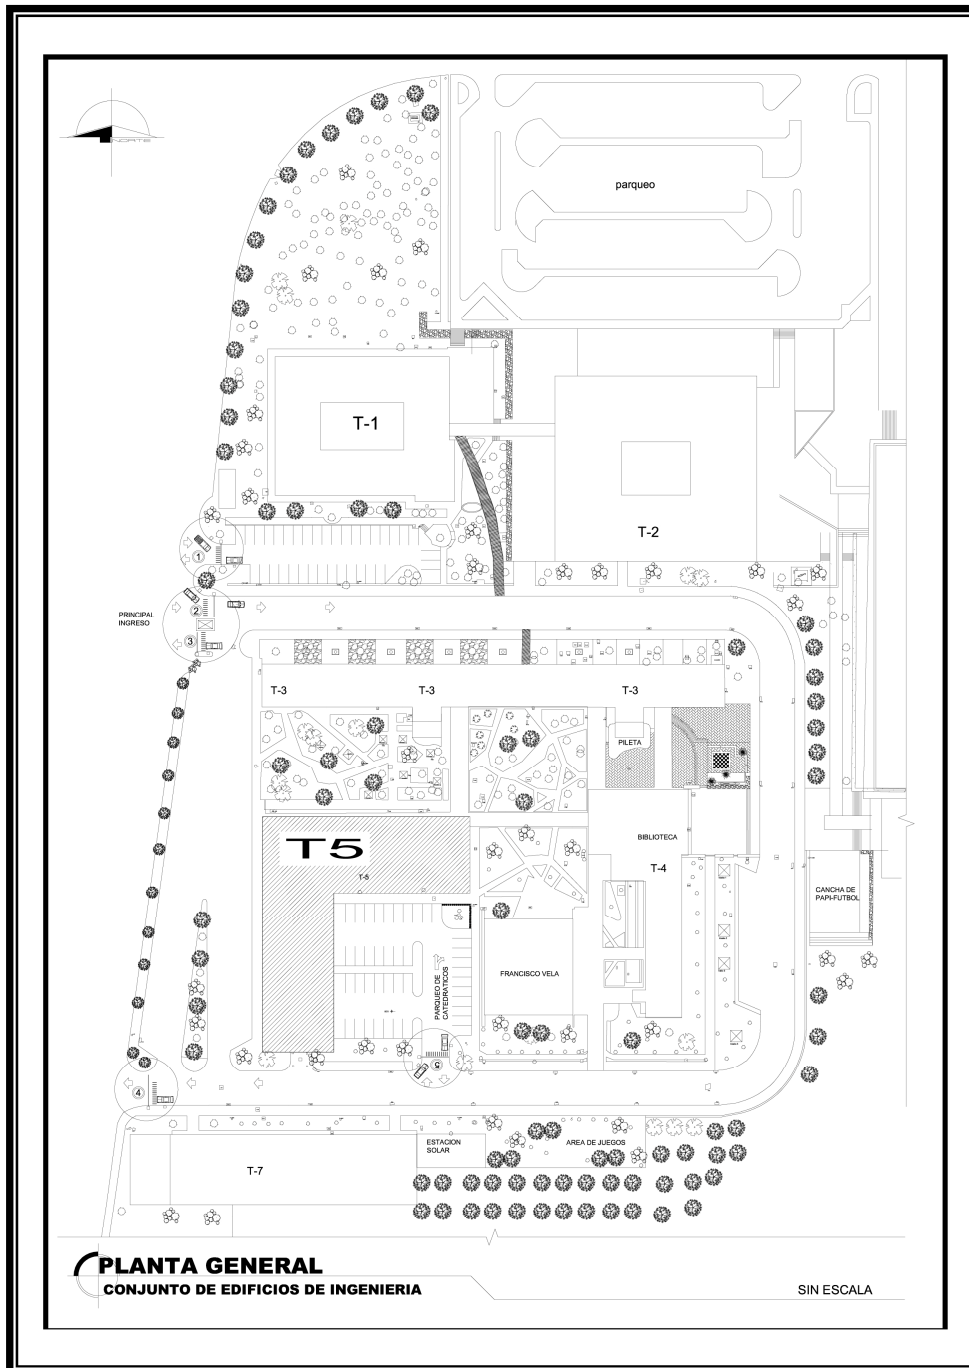 NORTE
parqueo
T-1
T-2
1
PRINCIPAL
INGRESO
2
3
T-3
T-3
T-3
PILETA
T5
BIBLIOTECA
T-4
CANCHA DE
PAPI-FUTBOL
FRANCISCO VELA
PARQUEO DE
CATEDRATICOS
5
4
ESTACION
SOLAR
AREA DE JUEGOS
T-7
PLANTA GENERAL
CONJUNTO DE EDIFICIOS DE INGENIERIA
SIN ESCALA